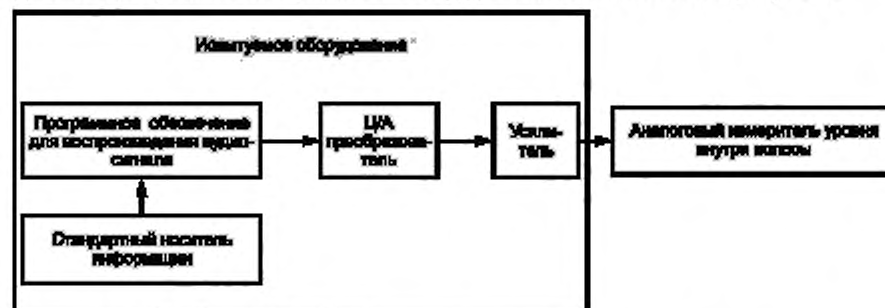 Испытуемое оборудование
Программное обеспечение
для воспроизведения аудио-
сигнала
Ц/А
преобразова-
тель
Усили-
тель
Аналоговый измеритель уровня
внутри полосы
Стандартный носитель
информации